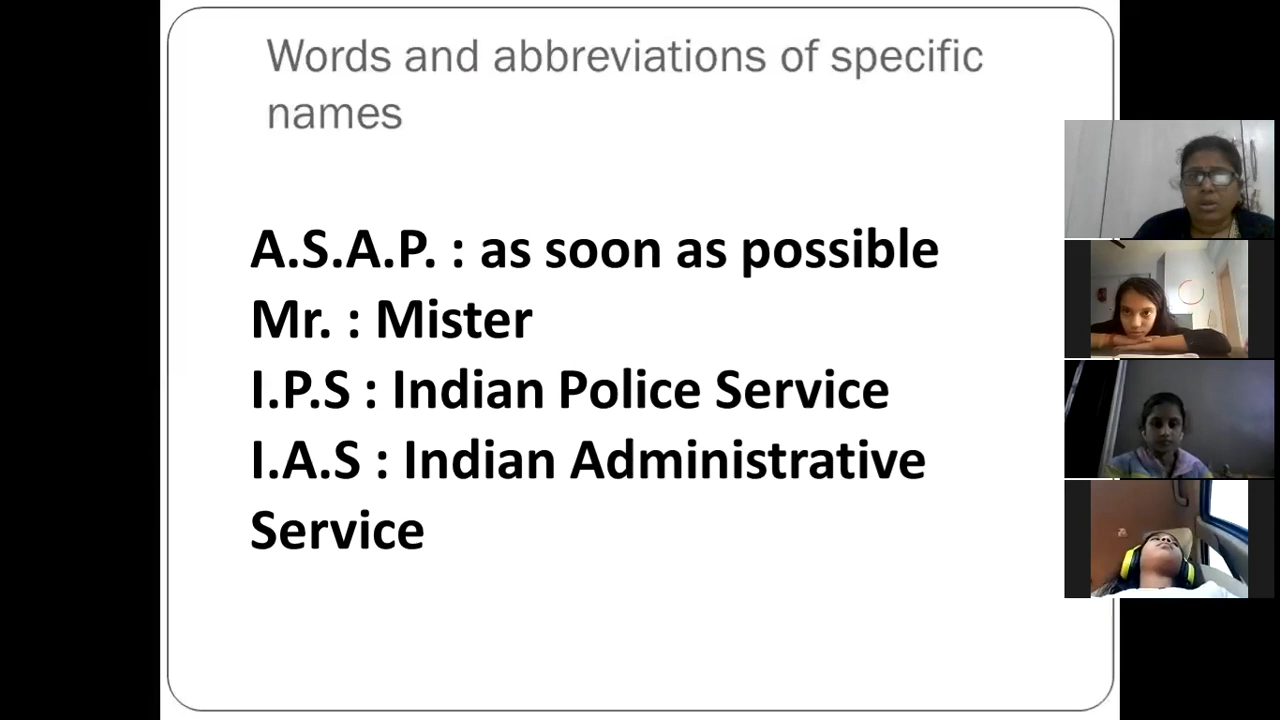 Words and abbreviations of specific
names
A.S.A.P. : as soon as possible
Mr. : Mister
I.P.S : Indian Police Service
I.A.S : Indian Administrative
Service